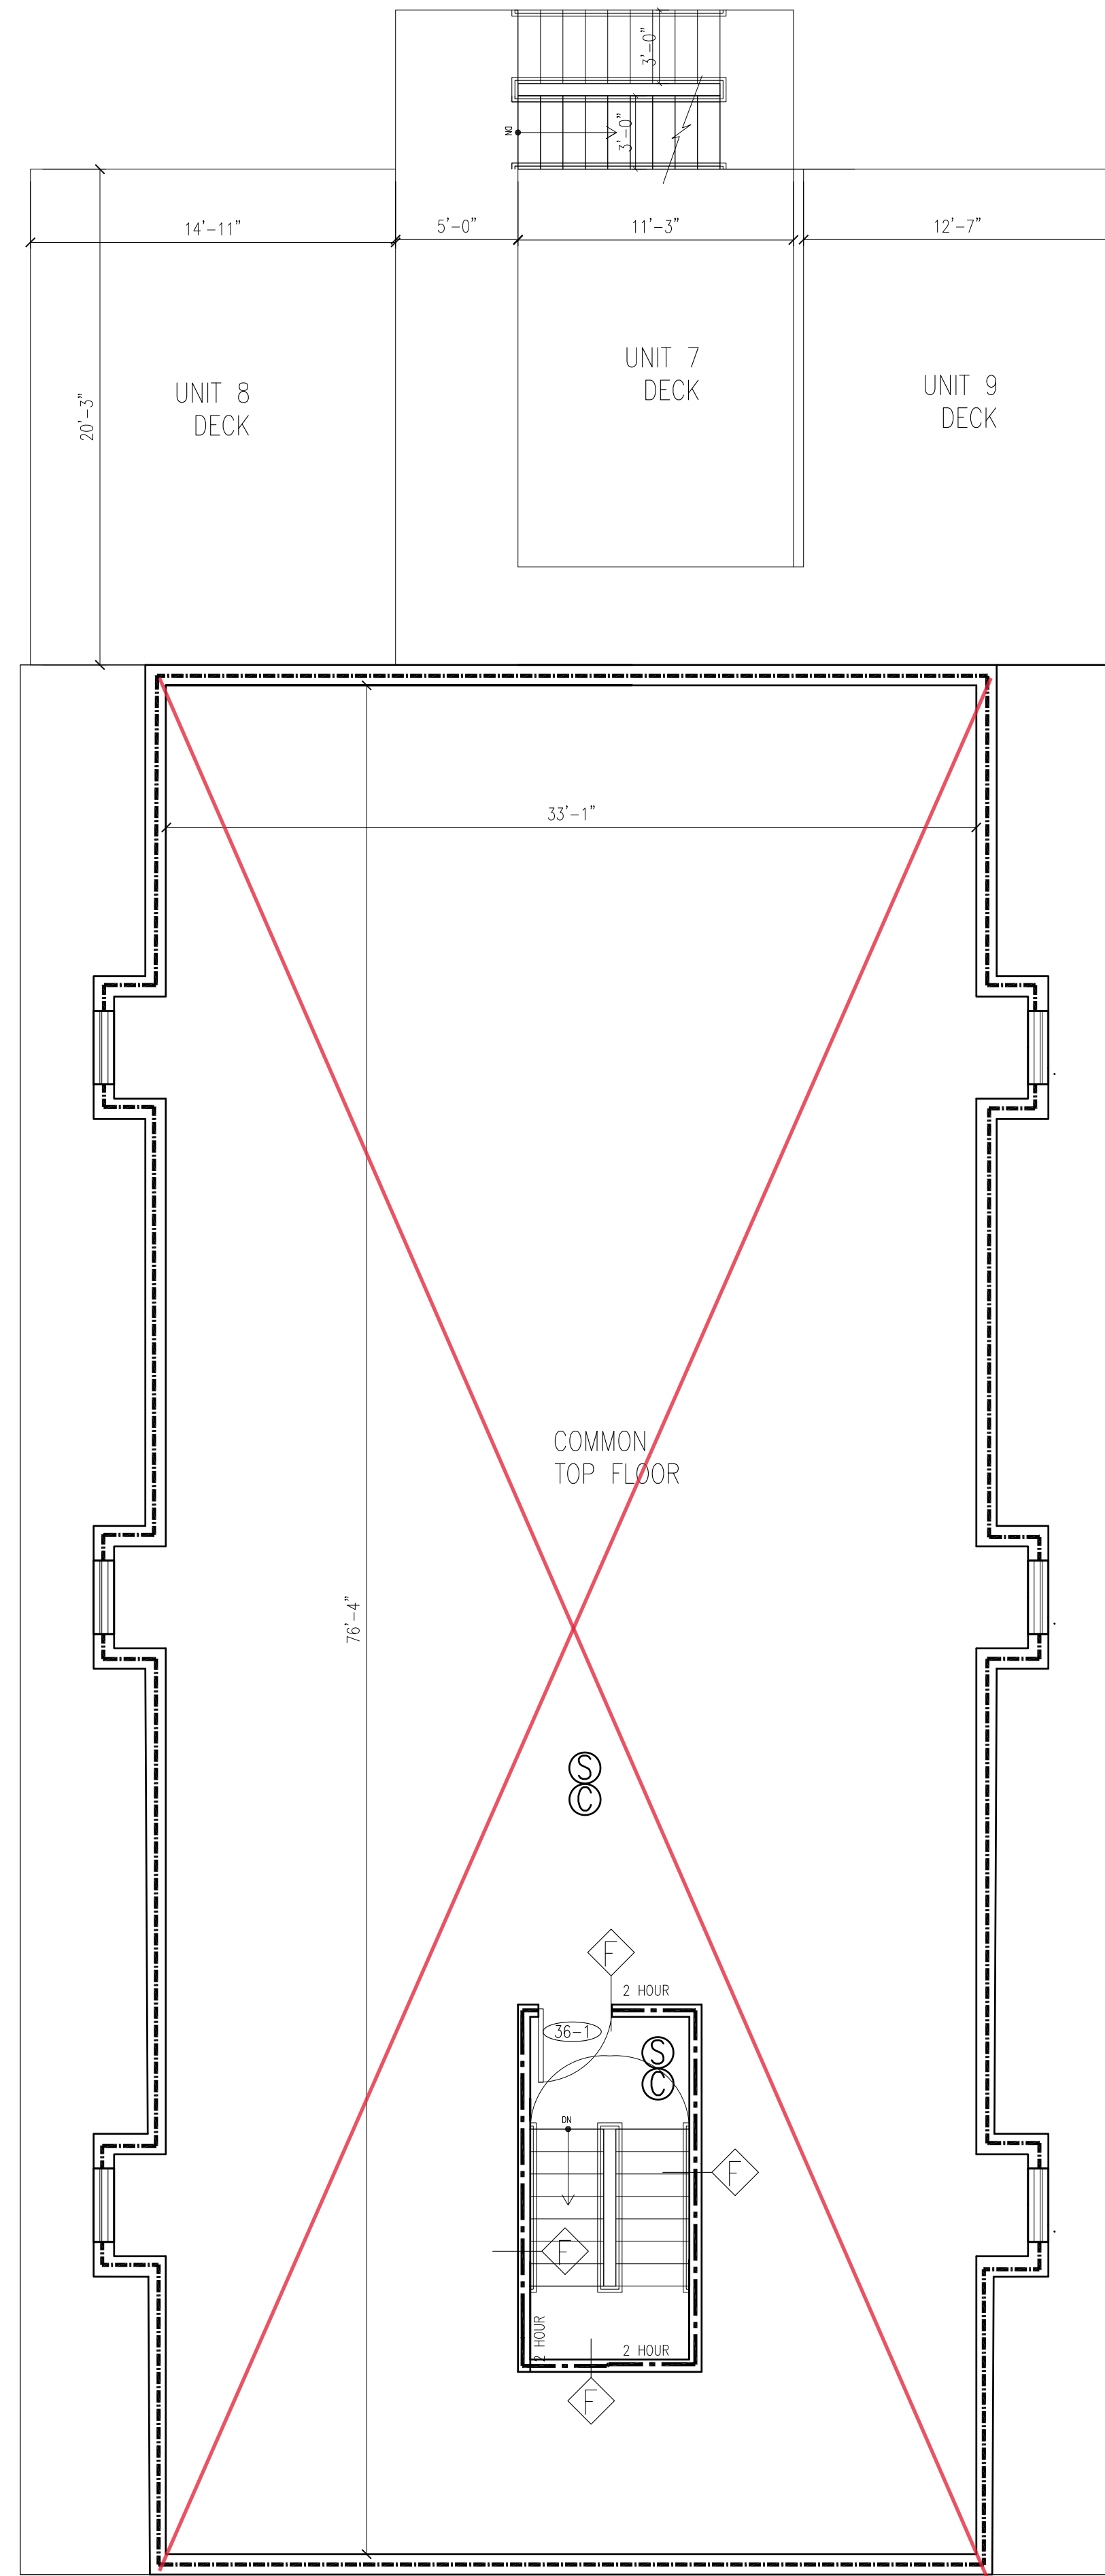 3'-0"
DN
3'-0"
14'-11"
5'-0"
11'-3"
12'-7"
20'-3"
UNIT 8
DECK
UNIT 7
DECK
UNIT 9
DECK
33'-1"
COMMON
TOP FLOOR
76'-4"
S
C
F
2 HOUR
36-1
S
C
DN
F
F
2 HOUR
2 HOUR
F